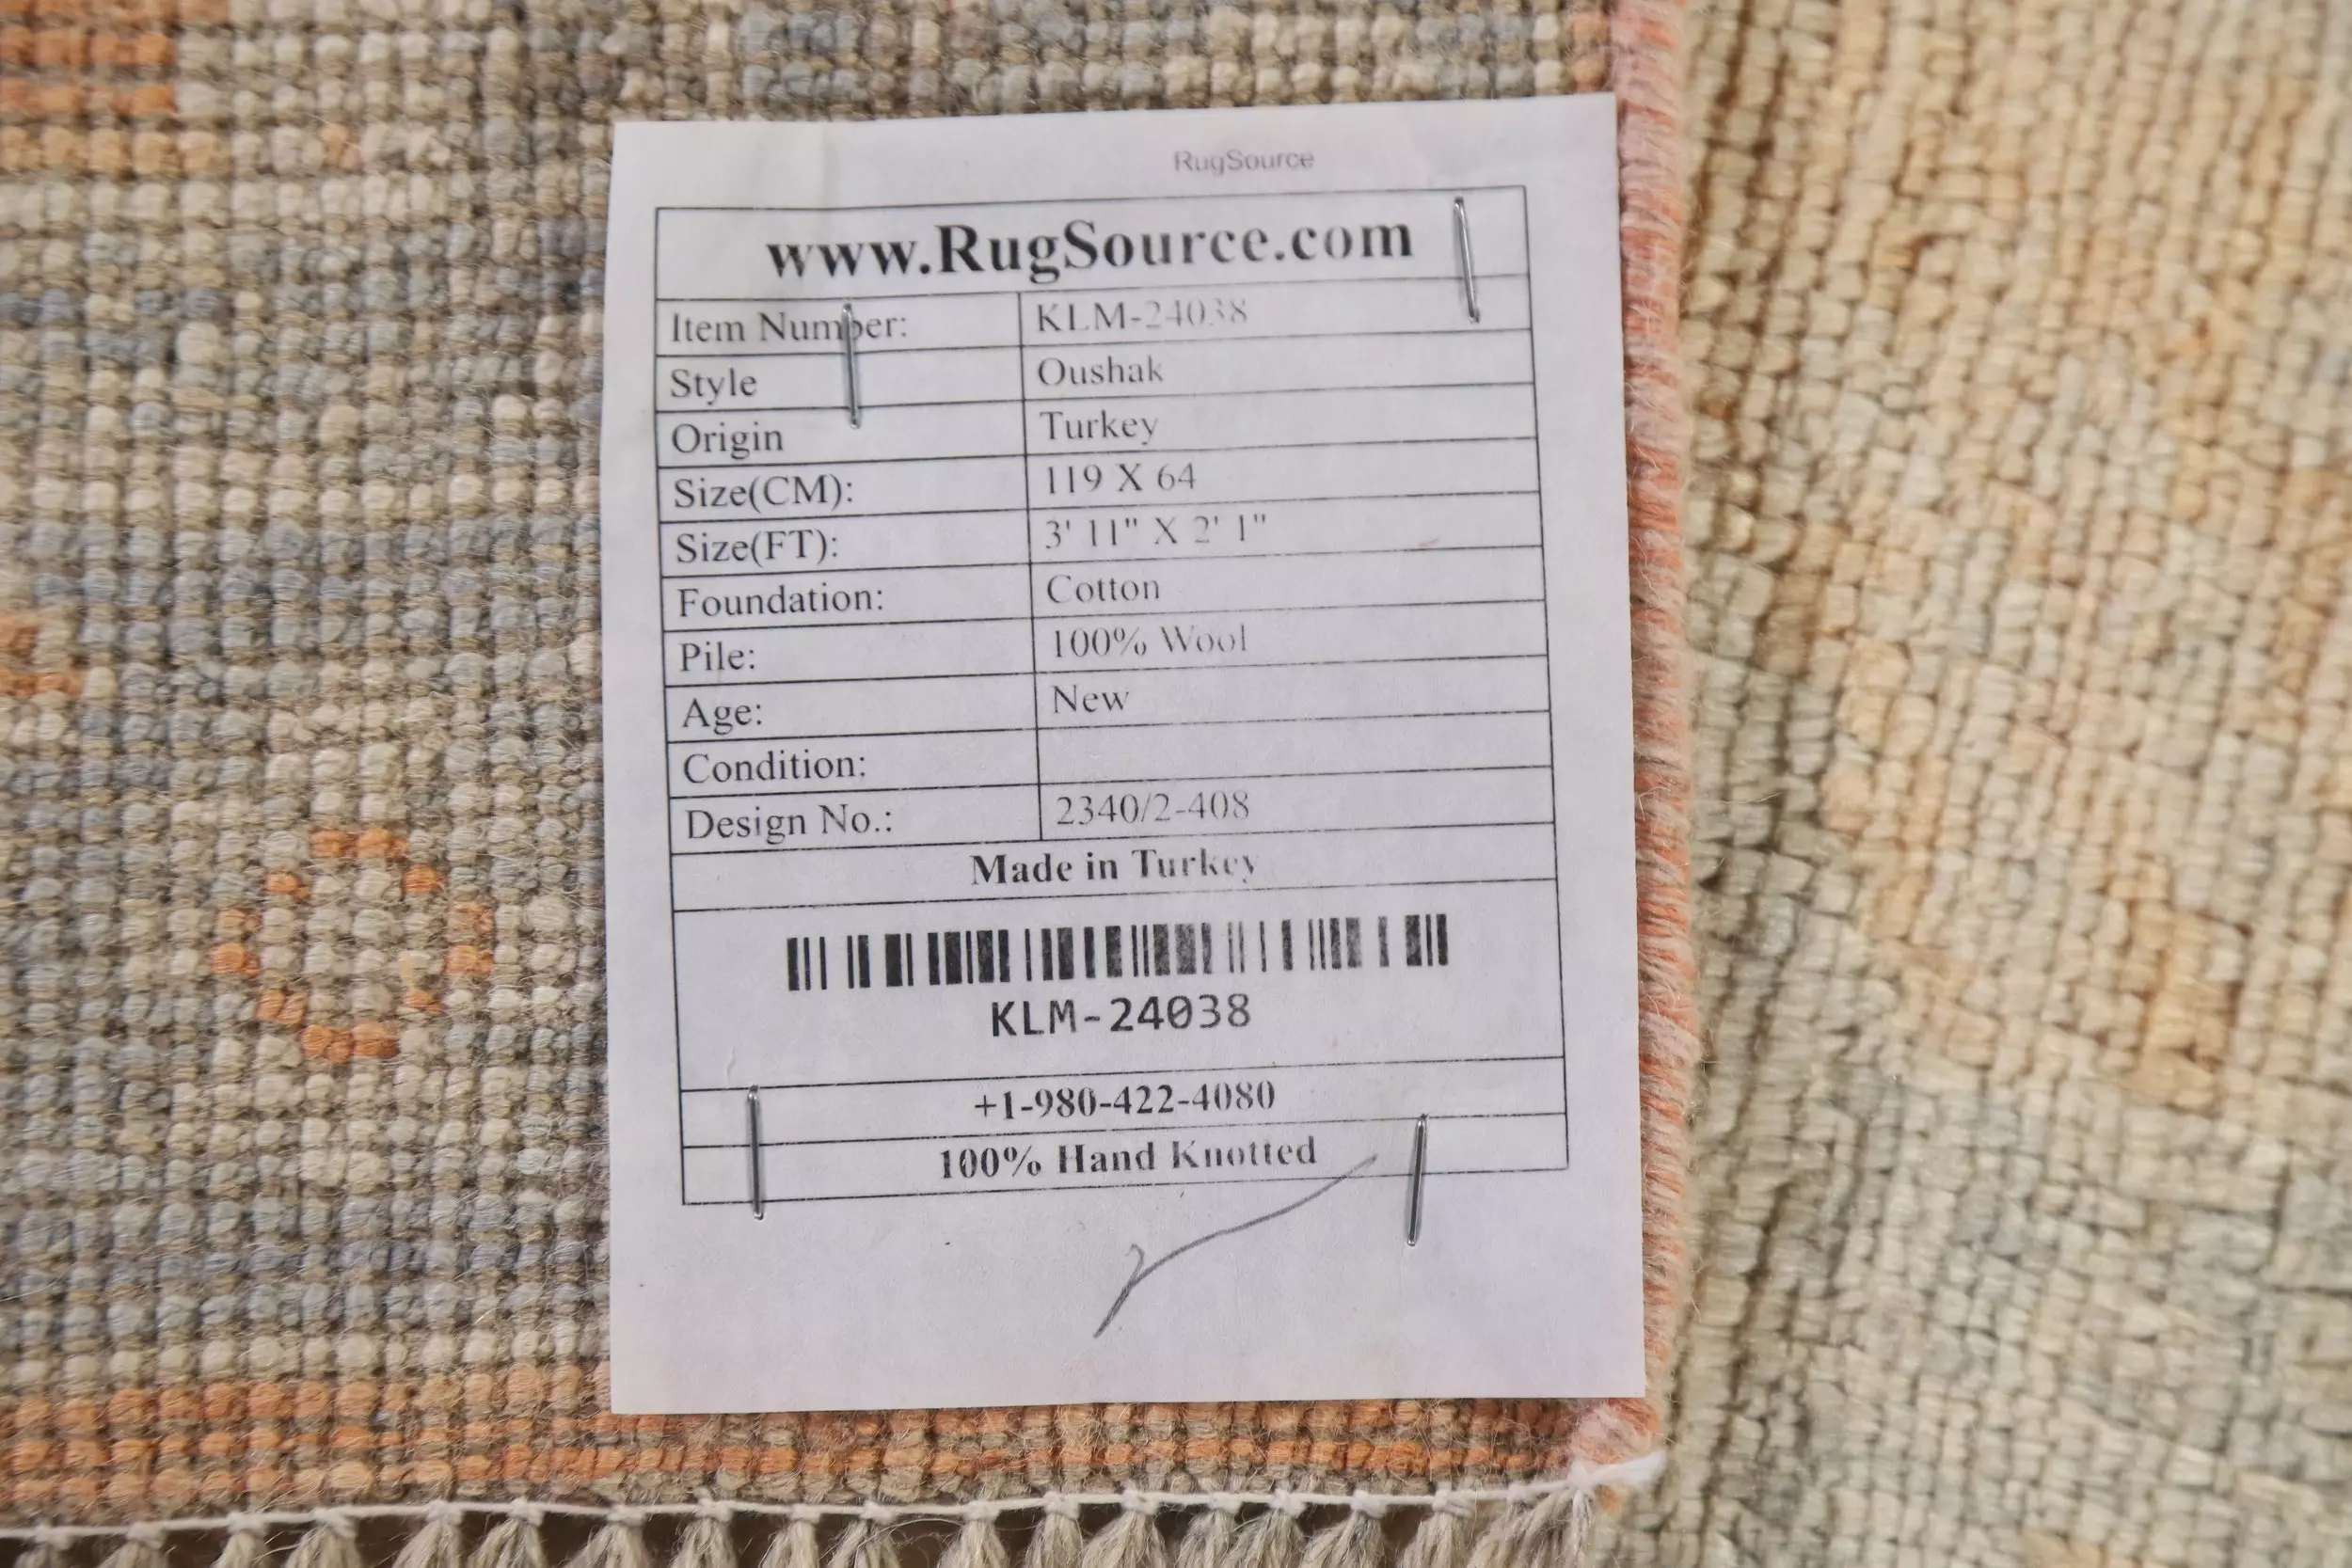 RugSource
www.RugSource.com
Item Number: KLM-24038
Style Oushak
Origin Turkey
Size(CM): 119 X 64
Size(FT): 3' 11" X 2' 1"
Foundation: Cotton
Pile: 100% Wool
Age: New
Condition:
Design No.: 2340/2-408
Made in Turkey
KLM-24038
+1-980-422-4080
100% Hand Knotted